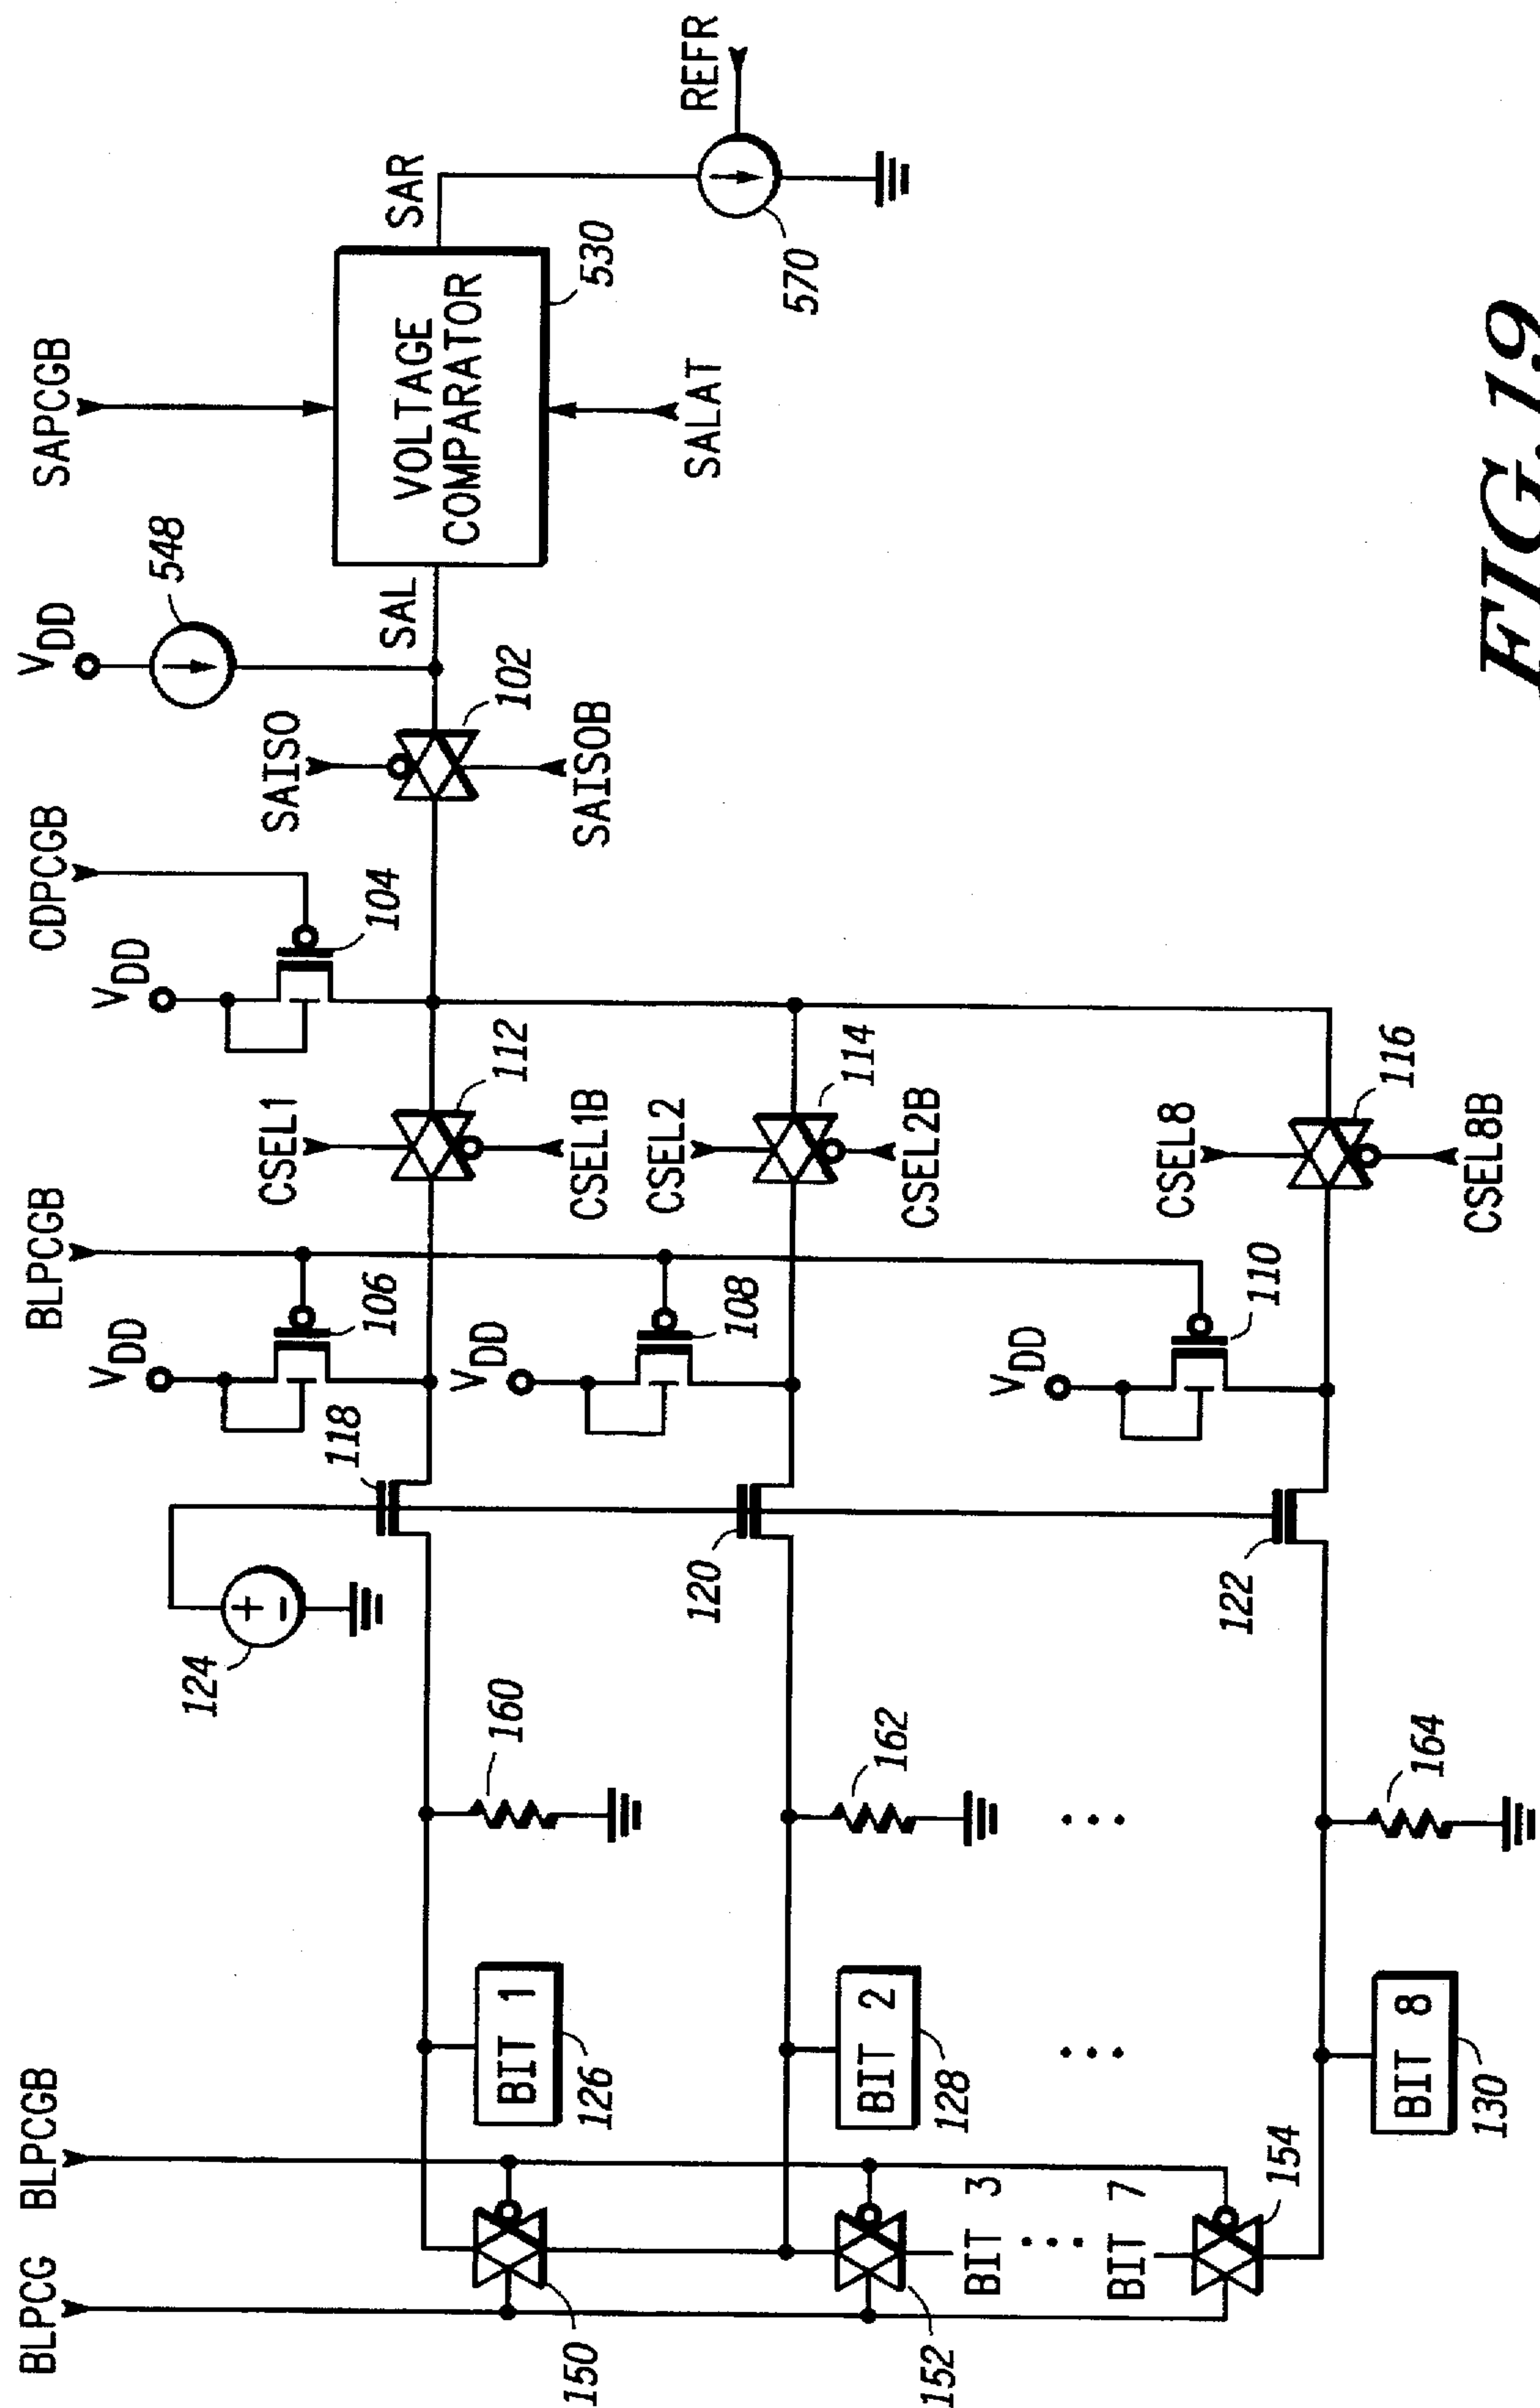 BLPCG
BLPCGB
BLPCGB
CDPCGB
VDD
SAPCGB
124
VDD
VDD
548
118
106
104
CSEL1
112
CSEL1B
SAISO
102
SAISOB
SAL
VOLTAGE
COMPARATOR
530
SAR
SALAT
REFR
570
160
150
BIT 1
126
120
VDD
108
CSEL2
114
CSEL2B
162
152
BIT 2
128
BIT 3
...
BIT 7
...
...
122
VDD
110
CSEL8
116
CSEL8B
164
154
BIT 8
130
FIG.19